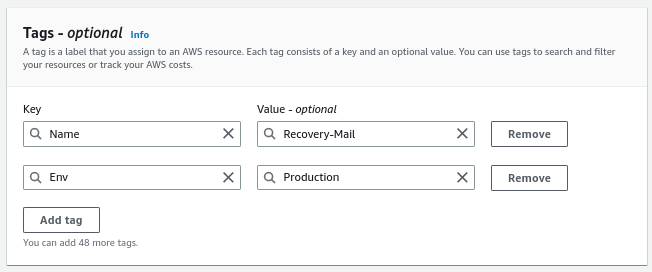 Tags - optional Info
A tag is a label that you assign to an AWS resource. Each tag consists of a key and an optional value. You can use tags to search and filter
your resources or track your AWS costs.
Key Value - optional
Name Recovery-Mail Remove
Env Production Remove
Add tag
You can add 48 more tags.